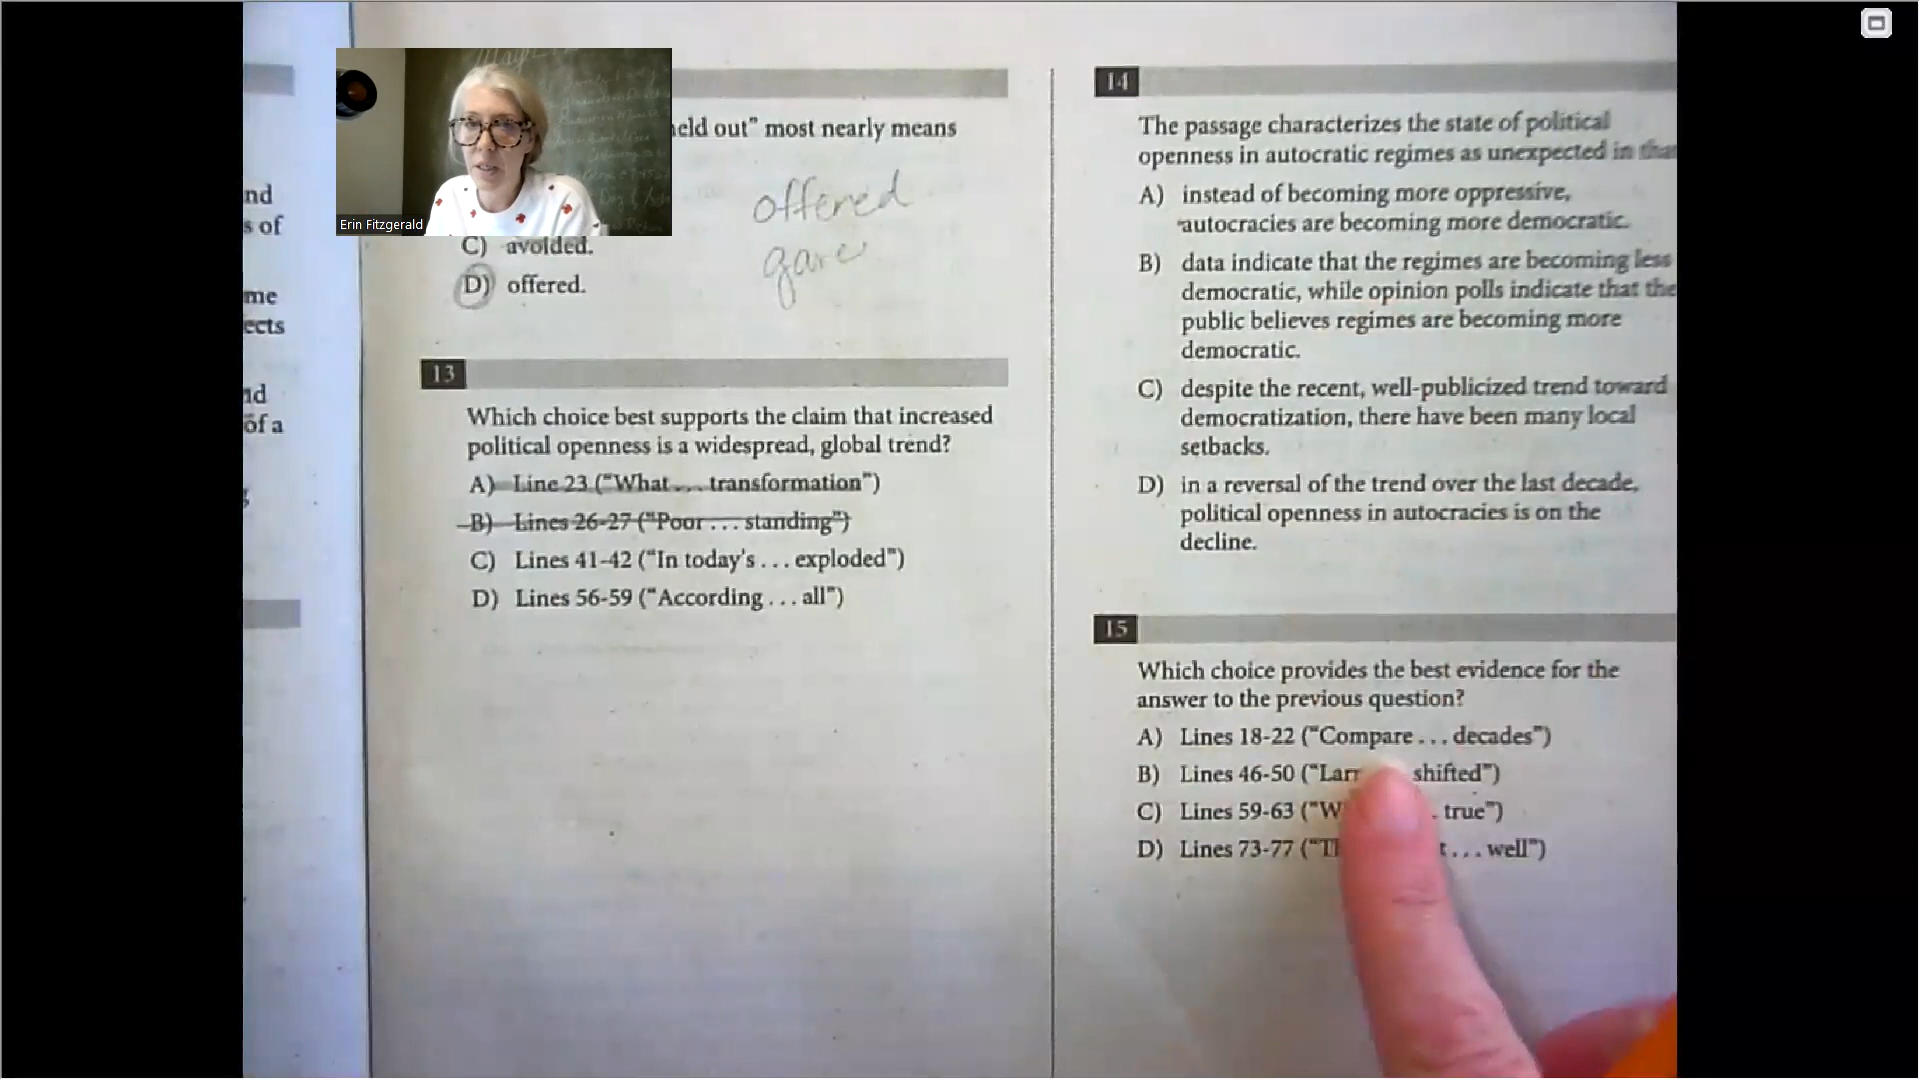 nd
s of
me
ects
nd
of a
Erin Fitzgerald
held out" most nearly means
offered
gave
C) avoided.
D) offered.
13
Which choice best supports the claim that increased
political openness is a widespread, global trend?
A) Line 23 ("What ... transformation")
B) Lines 26-27 ("Poor ... standing")
C) Lines 41-42 ("In today's ... exploded")
D) Lines 56-59 ("According ... all")
14
The passage characterizes the state of political
openness in autocratic regimes as unexpected in that
A) instead of becoming more oppressive,
autocracies are becoming more democratic.
B) data indicate that the regimes are becoming less
democratic, while opinion polls indicate that the
public believes regimes are becoming more
democratic.
C) despite the recent, well-publicized trend toward
democratization, there have been many local
setbacks.
D) in a reversal of the trend over the last decade,
political openness in autocracies is on the
decline.
15
Which choice provides the best evidence for the
answer to the previous question?
A) Lines 18-22 ("Compare ... decades")
B) Lines 46-50 ("Larr shifted")
C) Lines 59-63 ("W . true")
D) Lines 73-77 ("Th t ... well")